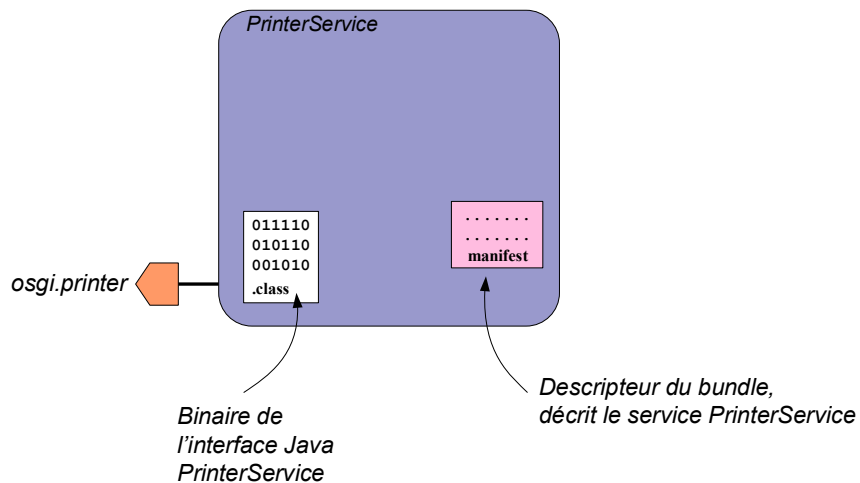 PrinterService
011110
010110
001010
.class
. . . . . . .
. . . . . . .
manifest
osgi.printer
Binaire de
l’interface Java
PrinterService
Descripteur du bundle,
décrit le service PrinterService